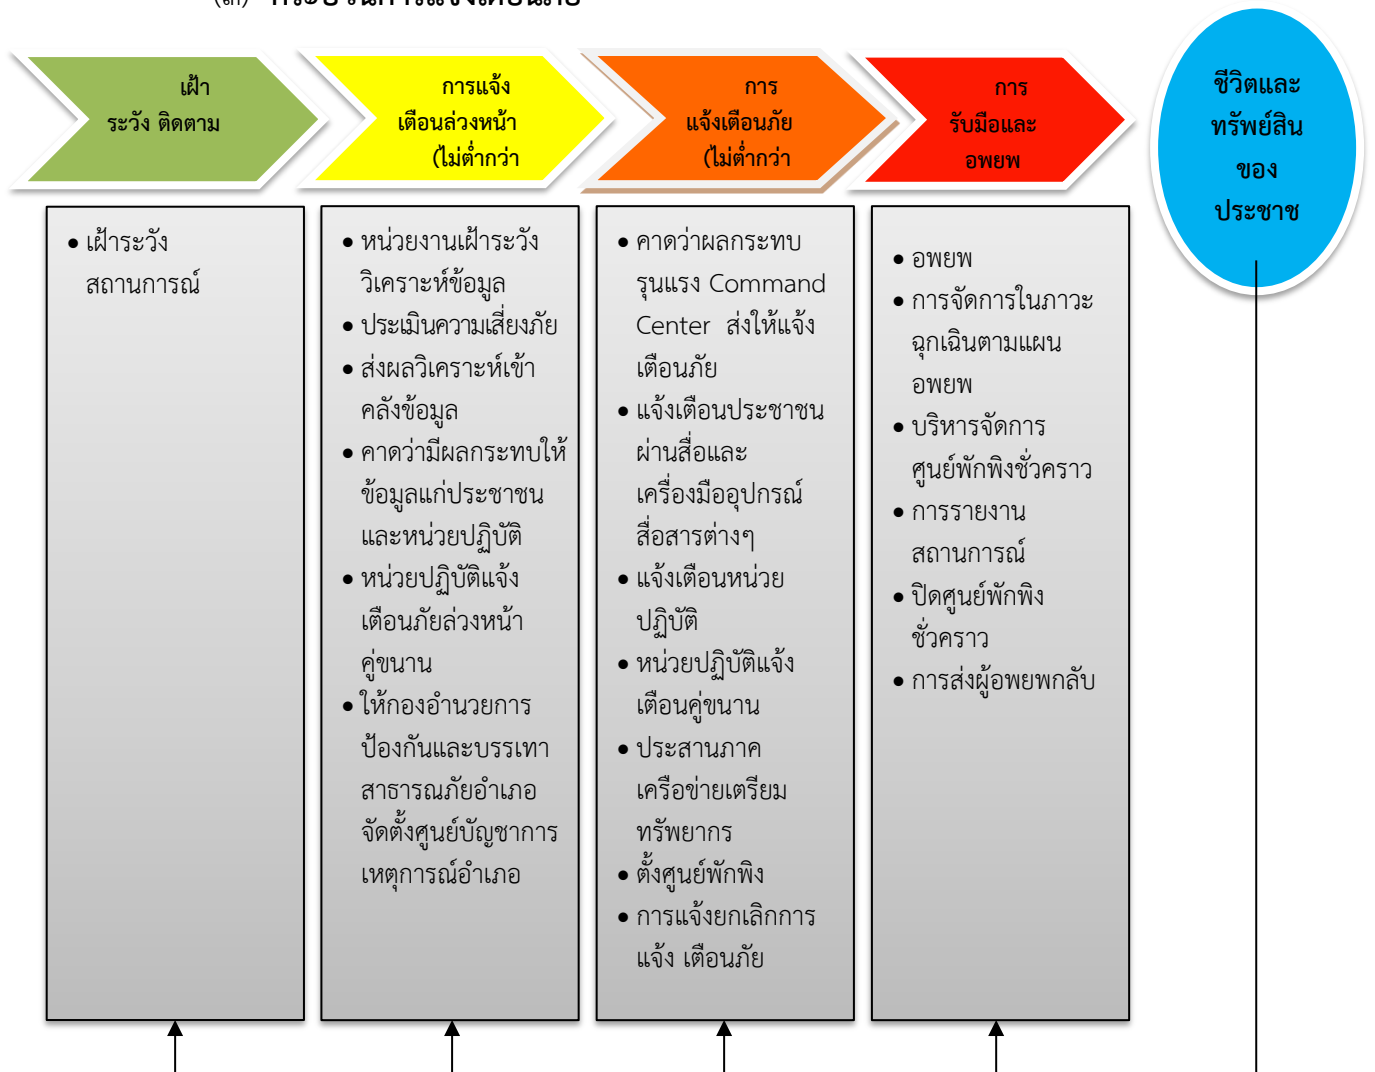 (๓) กระบวนการแจ้งเตือนภัย
เฝ้า
ระวัง ติดตาม
การแจ้ง
เตือนล่วงหน้า
(ไม่ต่ำกว่า
การ
แจ้งเตือนภัย
(ไม่ต่ำกว่า
การ
รับมือและ
อพยพ
ชีวิตและ
ทรัพย์สิน
ของ
ประชาช
• เฝ้าระวัง
สถานการณ์
• หน่วยงานเฝ้าระวัง
วิเคราะห์ข้อมูล
• ประเมินความเสี่ยงภัย
• ส่งผลวิเคราะห์เข้า
คลังข้อมูล
• คาดว่ามีผลกระทบให้
ข้อมูลแก่ประชาชน
และหน่วยปฏิบัติ
• หน่วยปฏิบัติแจ้ง
เตือนภัยล่วงหน้า
คู่ขนาน
• ให้กองอำนวยการ
ป้องกันและบรรเทา
สาธารณภัยอำเภอ
จัดตั้งศูนย์บัญชาการ
เหตุการณ์อำเภอ
• คาดว่าผลกระทบ
รุนแรง Command
Center ส่งให้แจ้ง
เตือนภัย
• แจ้งเตือนประชาชน
ผ่านสื่อและ
เครื่องมืออุปกรณ์
สื่อสารต่างๆ
• แจ้งเตือนหน่วย
ปฏิบัติ
• หน่วยปฏิบัติแจ้ง
เตือนคู่ขนาน
• ประสานภาค
เครือข่ายเตรียม
ทรัพยากร
• ตั้งศูนย์พักพิง
• การแจ้งยกเลิกการ
แจ้ง เตือนภัย
• อพยพ
• การจัดการในภาวะ
ฉุกเฉินตามแผน
อพยพ
• บริหารจัดการ
ศูนย์พักพิงชั่วคราว
• การรายงาน
สถานการณ์
• ปิดศูนย์พักพิง
ชั่วคราว
• การส่งผู้อพยพกลับ